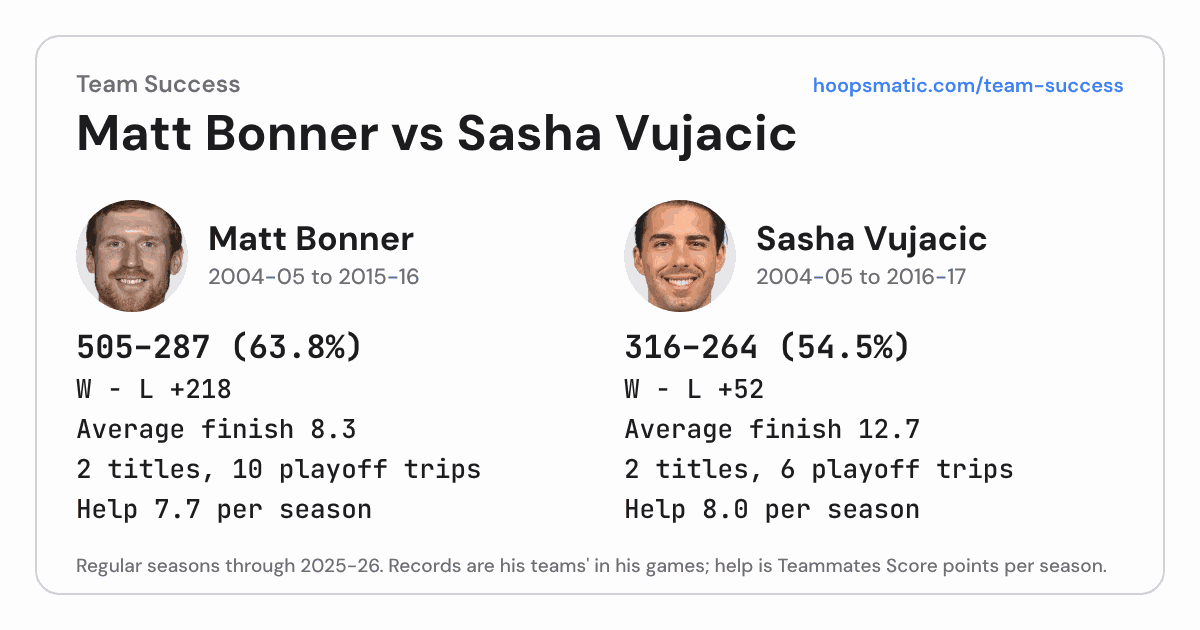 Team Success
hoopsmatic.com/team-success
Matt Bonner vs Sasha Vujacic
Matt Bonner
2004-05 to 2015-16
505-287 (63.8%)
W - L +218
Average finish 8.3
2 titles, 10 playoff trips
Help 7.7 per season
Sasha Vujacic
2004-05 to 2016-17
316-264 (54.5%)
W - L +52
Average finish 12.7
2 titles, 6 playoff trips
Help 8.0 per season
Regular seasons through 2025-26. Records are his teams' in his games; help is Teammates Score points per season.